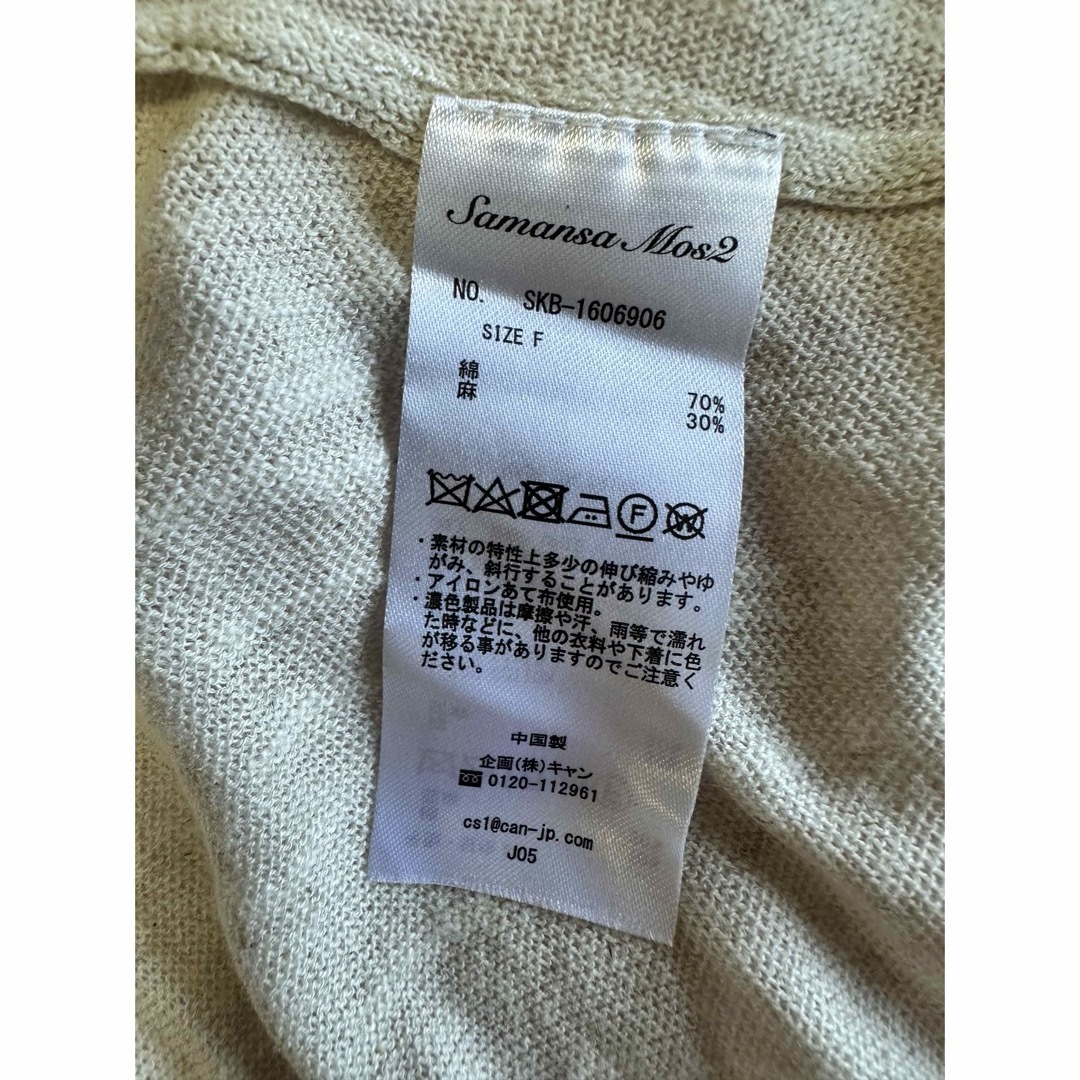 Samansa Mos2
NO. SKB-1606906
SIZE F
綿 70%
麻 30%
F W
・素材の特性上多少の伸び縮みやゆ
がみ、斜行することがあります。
・アイロンあて布使用。
・濃色製品は摩擦や汗、雨等で濡れ
た時などに、他の衣料や下着に色
が移る事がありますのでご注意く
ださい。
中国製
企画(株)キャン
0120-112961
cs1@can-jp.com
J05